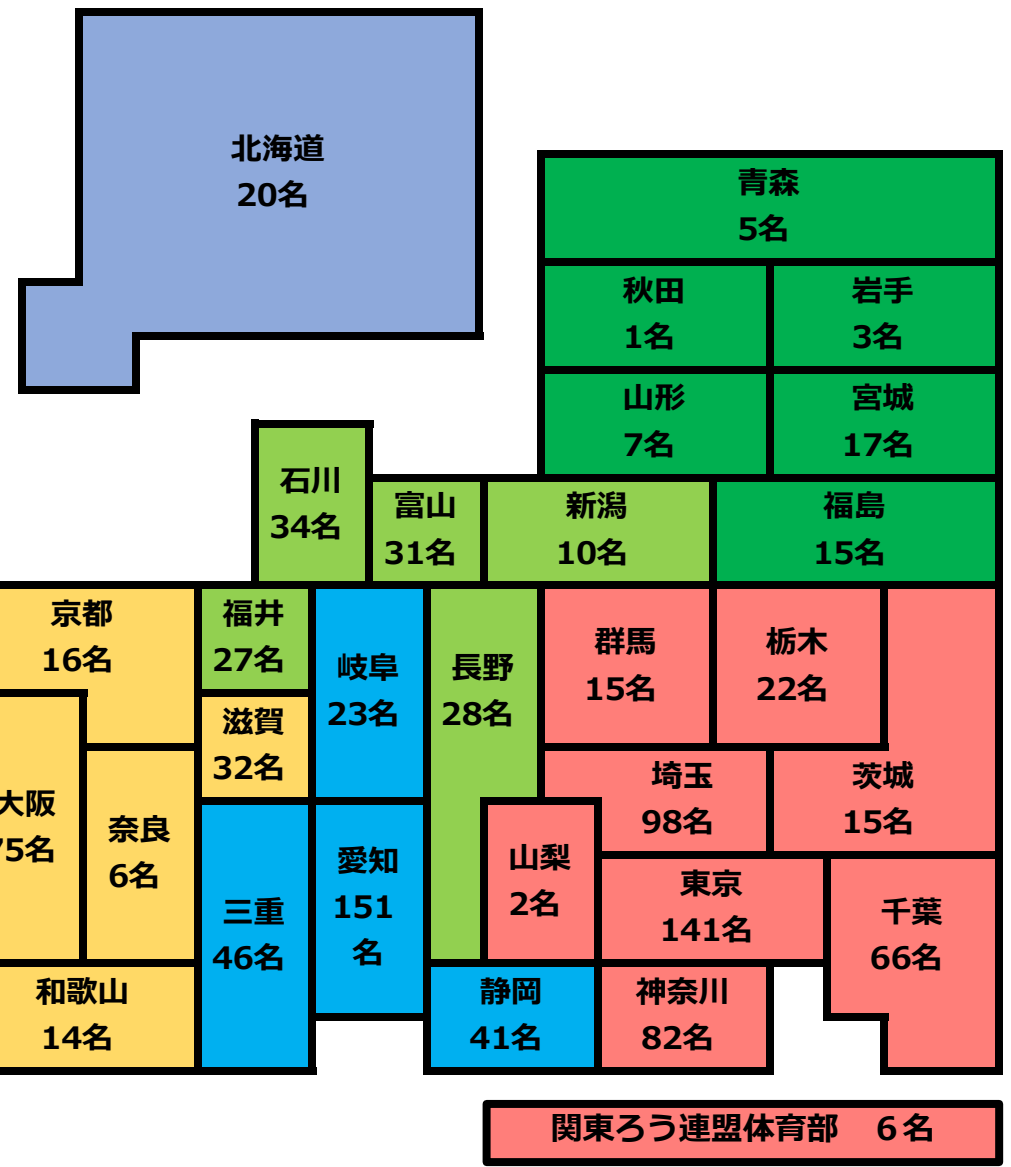 北海道
20名
青森
5名
秋田
1名
岩手
3名
山形
7名
宮城
17名
石川
34名
富山
31名
新潟
10名
福島
15名
京都
16名
福井
27名
岐阜
23名
長野
28名
群馬
15名
栃木
22名
滋賀
32名
大阪
75名
奈良
6名
埼玉
98名
茨城
15名
三重
46名
愛知
151
名
山梨
2名
東京
141名
千葉
66名
和歌山
14名
静岡
41名
神奈川
82名
関東ろう連盟体育部　６名